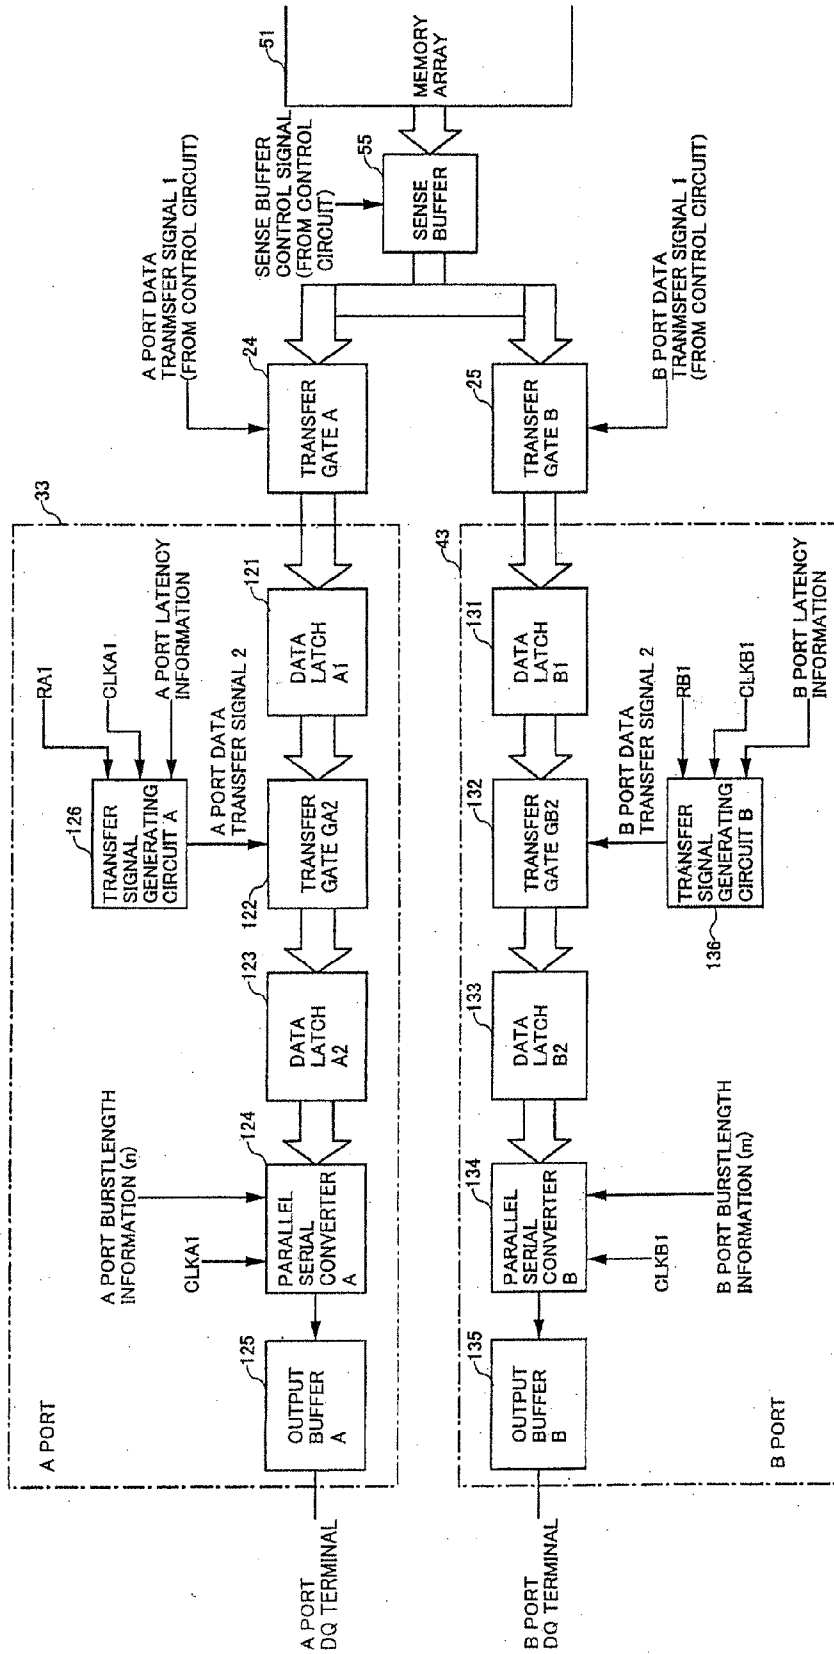 A PORT
33
RA1
CLKA1
A PORT LATENCY
INFORMATION
126
TRANSFER
SIGNAL
GENERATING
CIRCUIT A
A PORT DATA
TRANSFER SIGNAL 2
A PORT BURSTLENGTH
INFORMATION (n)
CLKA1
A PORT DATA
TRANMSFER SIGNAL 1
(FROM CONTROL CIRCUIT)
A PORT
DQ TERMINAL
125
OUTPUT
BUFFER
A
124
PARALLEL
SERIAL
CONVERTER
A
123
DATA
LATCH
A2
122
TRANSFER
GATE GA2
121
DATA
LATCH
A1
24
TRANSFER
GATE A
SENSE BUFFER
CONTROL SIGNAL
(FROM CONTROL
CIRCUIT)
55
SENSE
BUFFER
51
MEMORY
ARRAY
B PORT
DQ TERMINAL
135
OUTPUT
BUFFER
B
134
PARALLEL
SERIAL
CONVERTER
B
133
DATA
LATCH
B2
132
TRANSFER
GATE GB2
131
DATA
LATCH
B1
43
25
TRANSFER
GATE B
B PORT DATA
TRANMSFER SIGNAL 1
(FROM CONTROL CIRCUIT)
CLKB1
B PORT BURSTLENGTH
INFORMATION (m)
B PORT DATA
TRANSFER SIGNAL 2
136
TRANSFER
SIGNAL
GENERATING
CIRCUIT B
RB1
CLKB1
B PORT LATENCY
INFORMATION
B PORT